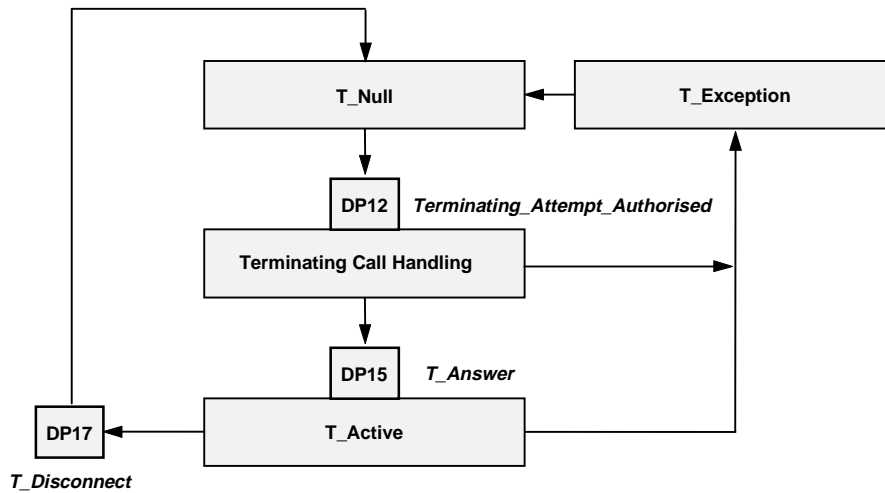 T_Null
T_Exception
DP12
Terminating_Attempt_Authorised
Terminating Call Handling
DP15
T_Answer
T_Active
DP17
T_Disconnect